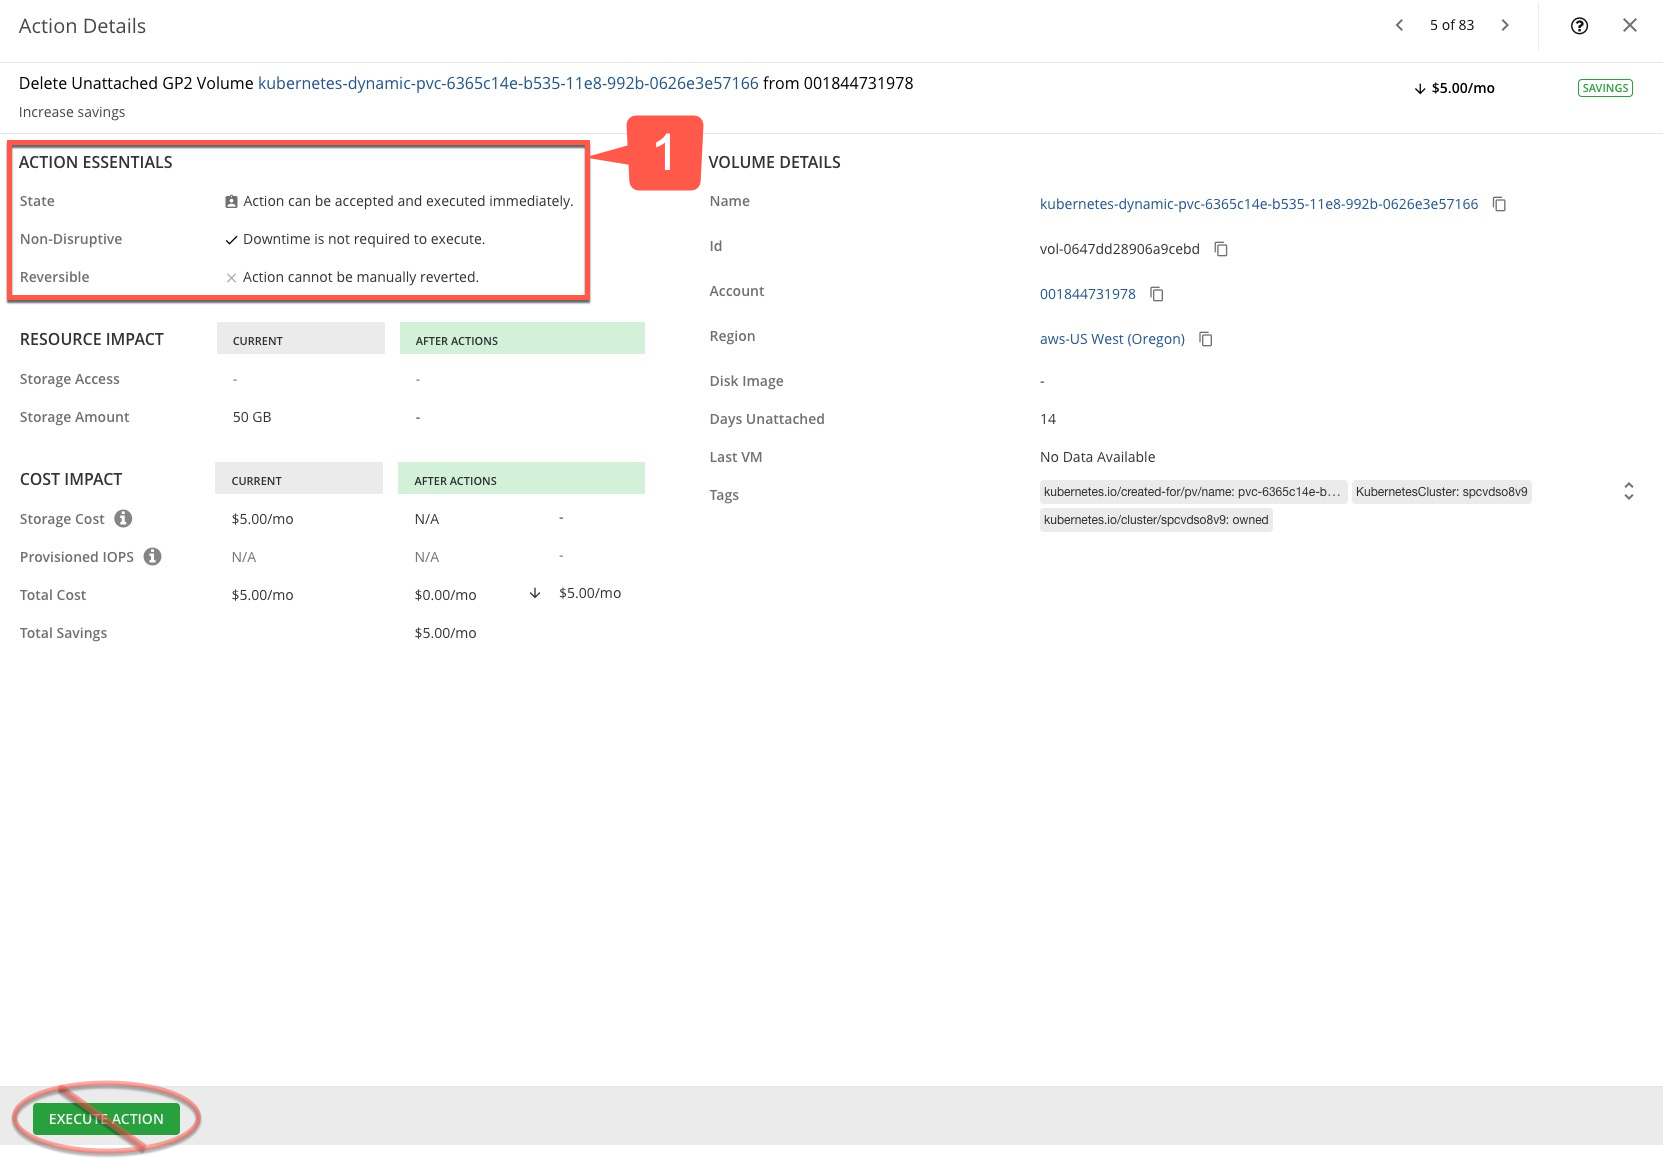 Action Details
5 of 83
Delete Unattached GP2 Volume kubernetes-dynamic-pvc-6365c14e-b535-11e8-992b-0626e3e57166 from 001844731978
$5.00/mo
SAVINGS
Increase savings
1
ACTION ESSENTIALS
State Action can be accepted and executed immediately.
Non-Disruptive Downtime is not required to execute.
Reversible Action cannot be manually reverted.
RESOURCE IMPACT CURRENT AFTER ACTIONS
Storage Access - -
Storage Amount 50 GB -
COST IMPACT CURRENT AFTER ACTIONS
Storage Cost $5.00/mo N/A -
Provisioned IOPS N/A N/A -
Total Cost $5.00/mo $0.00/mo $5.00/mo
Total Savings $5.00/mo
VOLUME DETAILS
Name kubernetes-dynamic-pvc-6365c14e-b535-11e8-992b-0626e3e57166
Id vol-0647dd28906a9cebd
Account 001844731978
Region aws-US West (Oregon)
Disk Image -
Days Unattached 14
Last VM No Data Available
Tags kubernetes.io/created-for/pv/name: pvc-6365c14e-b... KubernetesCluster: spcvdso8v9
kubernetes.io/cluster/spcvdso8v9: owned
EXECUTE ACTION